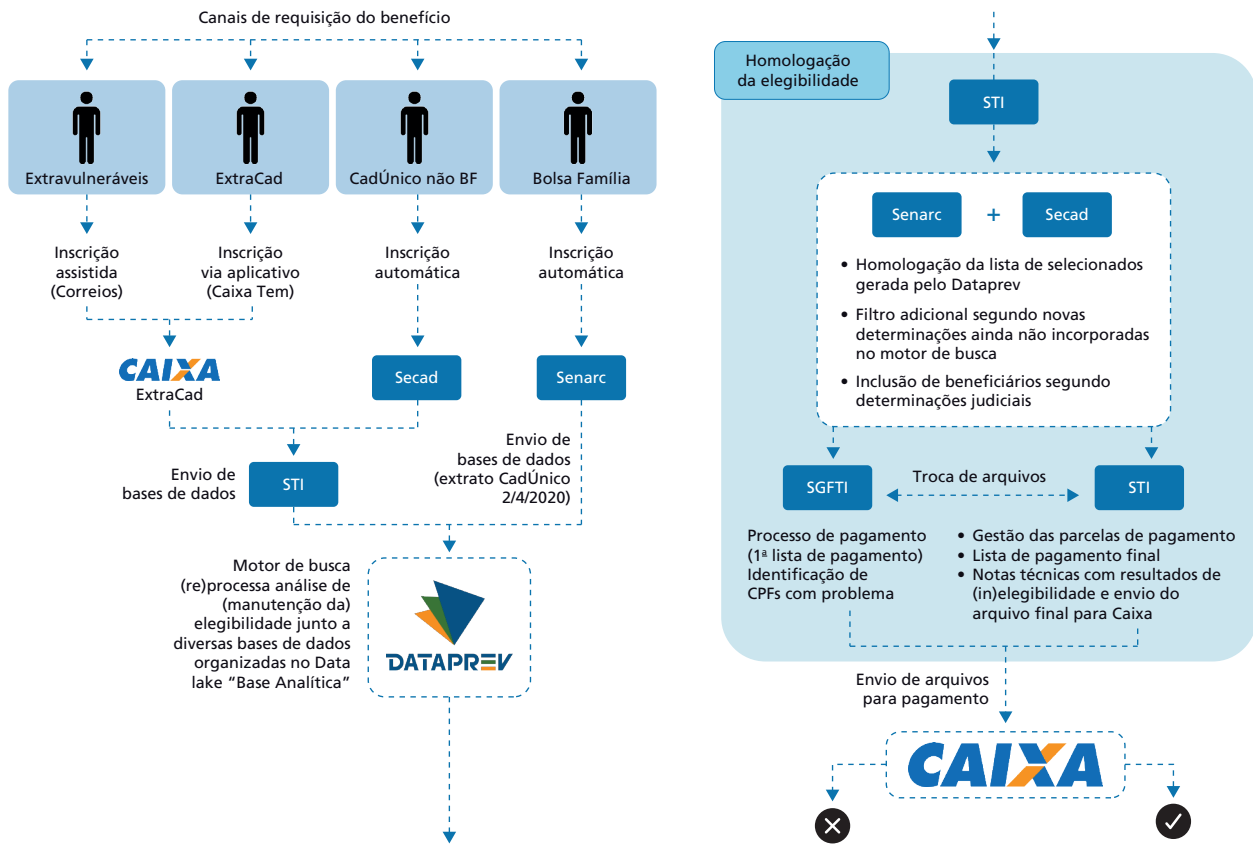 Canais de requisição do benefício
Extravulneráveis
ExtraCad
CadÚnico não BF
Bolsa Família
Inscrição
assistida
(Correios)
Inscrição
via aplicativo
(Caixa Tem)
Inscrição
automática
Inscrição
automática
CAIXA
ExtraCad
Secad
Senarc
Envio de
bases de dados
STI
Envio de
bases de dados
(extrato CadÚnico
2/4/2020)
Motor de busca
(re)processa análise de
(manutenção da)
elegibilidade junto a
diversas bases de dados
organizadas no Data
lake “Base Analítica”
DATAPREV
Homologação
da elegibilidade
STI
Senarc + Secad
• Homologação da lista de selecionados
gerada pelo Dataprev
• Filtro adicional segundo novas
determinações ainda não incorporadas
no motor de busca
• Inclusão de beneficiários segundo
determinações judiciais
SGFTI
Troca de arquivos
STI
Processo de pagamento
(1ª lista de pagamento)
Identificação de
CPFs com problema
• Gestão das parcelas de pagamento
• Lista de pagamento final
• Notas técnicas com resultados de
(in)elegibilidade e envio do
arquivo final para Caixa
Envio de arquivos
para pagamento
CAIXA